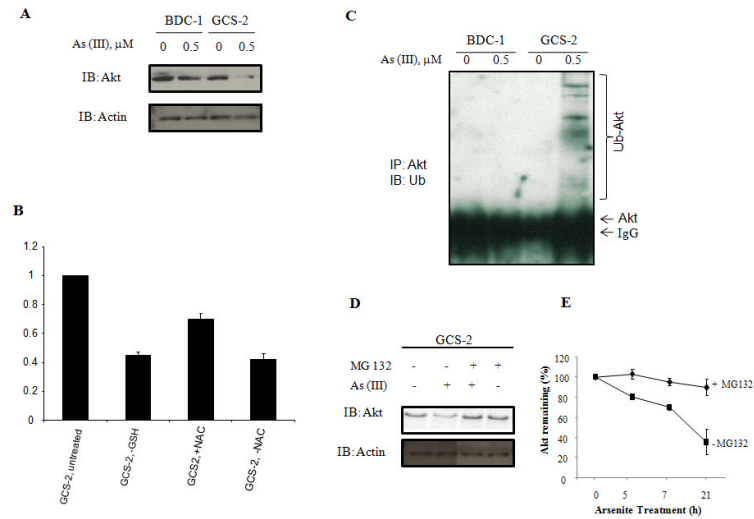 A
BDC-1 GCS-2
As (III), µM 0 0.5 0 0.5
IB: Akt
IB: Actin
B
1.2
1
0.8
0.6
0.4
0.2
0
GCS-2, untreated
GCS-2, -GSH
GCS2, +NAC
GCS-2, -NAC
C
BDC-1 GCS-2
As (III), µM 0 0.5 0 0.5
IP: Akt
IB: Ub
Ub-Akt
Akt
IgG
D
GCS-2
MG 132 - - + +
As (III) - + + -
IB: Akt
IB: Actin
E
Akt remaining (%)
120
100
80
60
40
20
0
+ MG132
-MG132
0 5 7 21
Arsenite Treatment (h)